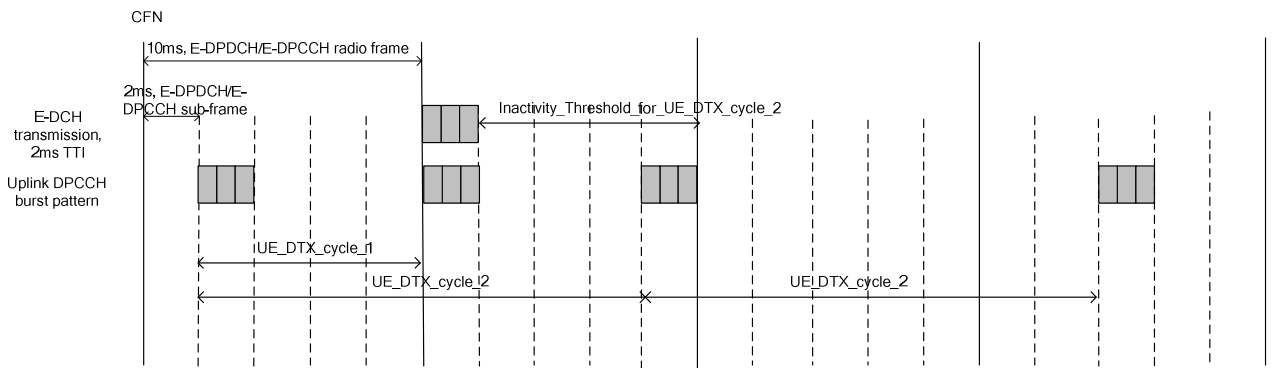 CFN
10ms, E-DPDCH/E-DPCCH radio frame
2ms, E-DPDCH/E-
DPCCH sub-frame
E-DCH
transmission,
2ms TTI
Inactivity_Threshold_for_UE_DTX_cycle_2
Uplink DPCCH
burst pattern
UE_DTX_cycle_1
UE_DTX_cycle_2
UE_DTX_cycle_2